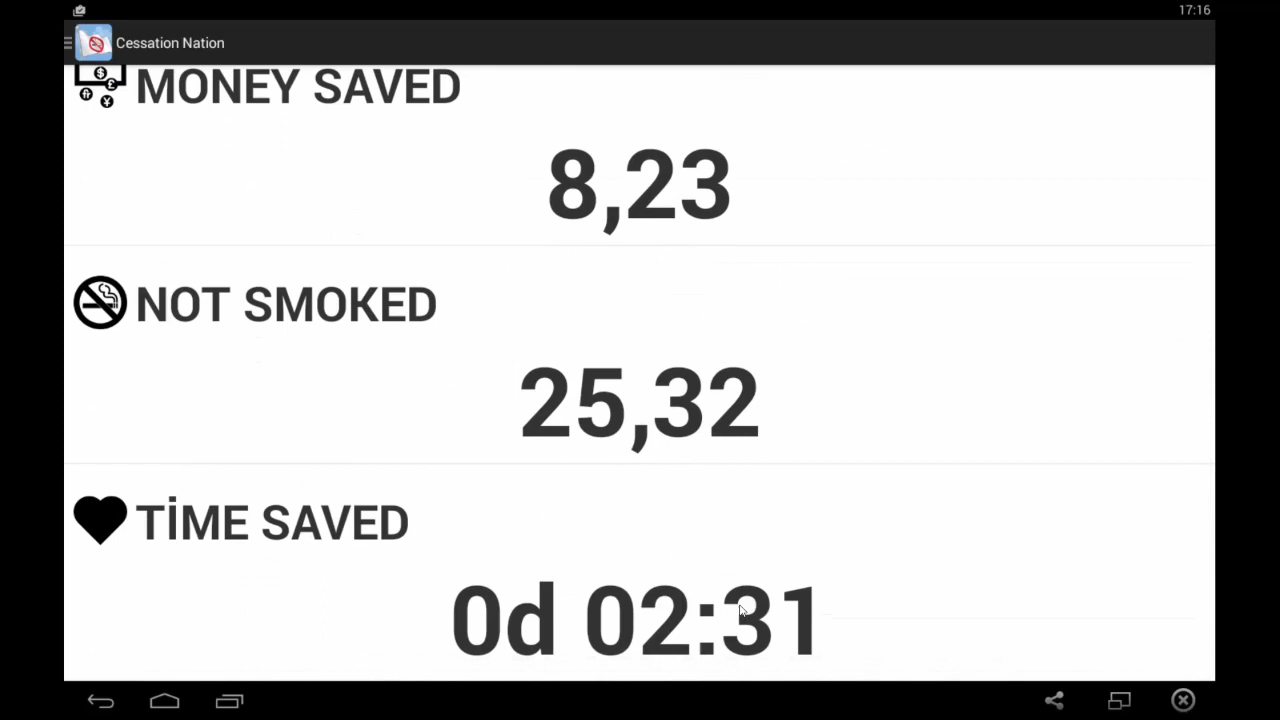 17:16
Cessation Nation
MONEY SAVED
8,23
NOT SMOKED
25,32
TİME SAVED
0d 02:31